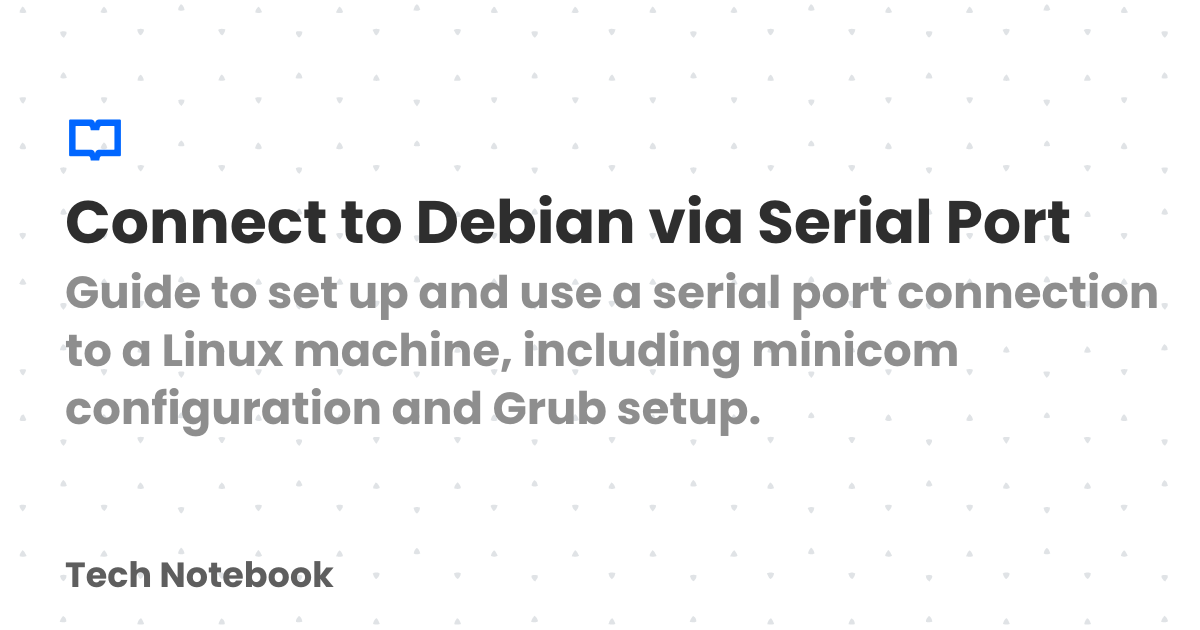 Connect to Debian via Serial Port
Guide to set up and use a serial port connection
to a Linux machine, including minicom
configuration and Grub setup.
Tech Notebook